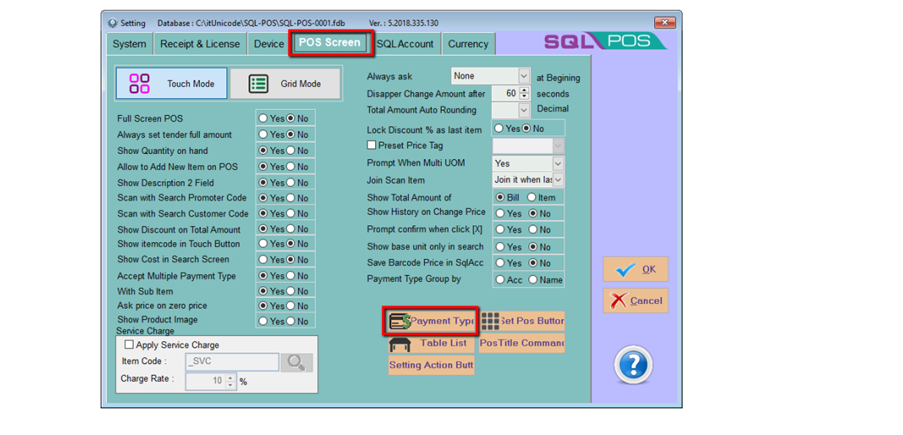 Setting Database : C:\itUnicode\SQL-POS\SQL-POS-0001.fdb Ver. : 5.2018.335.130
System Receipt & License Device POS Screen SQL Account Currency
SQL POS
Touch Mode Grid Mode
Full Screen POS Yes No
Always set tender full amount Yes No
Show Quantity on hand Yes No
Allow to Add New Item on POS Yes No
Show Description 2 Field Yes No
Scan with Search Promoter Code Yes No
Scan with Search Customer Code Yes No
Show Discount on Total Amount Yes No
Show itemcode in Touch Button Yes No
Show Cost in Search Screen Yes No
Accept Multiple Payment Type Yes No
With Sub Item Yes No
Ask price on zero price Yes No
Show Product Image Yes No
Service Charge
Apply Service Charge
Item Code : _SVC
Charge Rate : 10 %
Always ask None at Begining
Disapper Change Amount after 60 seconds
Total Amount Auto Rounding Decimal
Lock Discount % as last item Yes No
Preset Price Tag
Prompt When Multi UOM Yes
Join Scan Item Join it when las
Show Total Amount of Bill Item
Show History on Change Price Yes No
Prompt confirm when click [X] Yes No
Show base unit only in search Yes No
Save Barcode Price in SqlAcc Yes No
Payment Type Group by Acc Name
Payment Type Set Pos Button
Table List PosTitle Command
Setting Action Butt
OK
Cancel
?